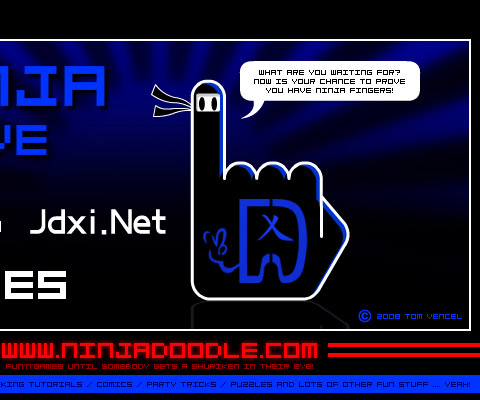 NJA
WHAT ARE YOU WAITING FOR?
NOW IS YOUR CHANCE TO PROVE
YOU HAVE NINJA FINGERS!
VE
Jdxi.Net
ES
© 2008 TOM VENCEL
WWW.NINJADOODLE.COM
FUN'N'GAMES UNTIL SOMEBODY GETS A SHURIKEN IN THEIR EYE!
KING TUTORIALS / COMICS / PARTY TRICKS / PUZZLES AND LOTS OF OTHER FUN STUFF .... YEAH!